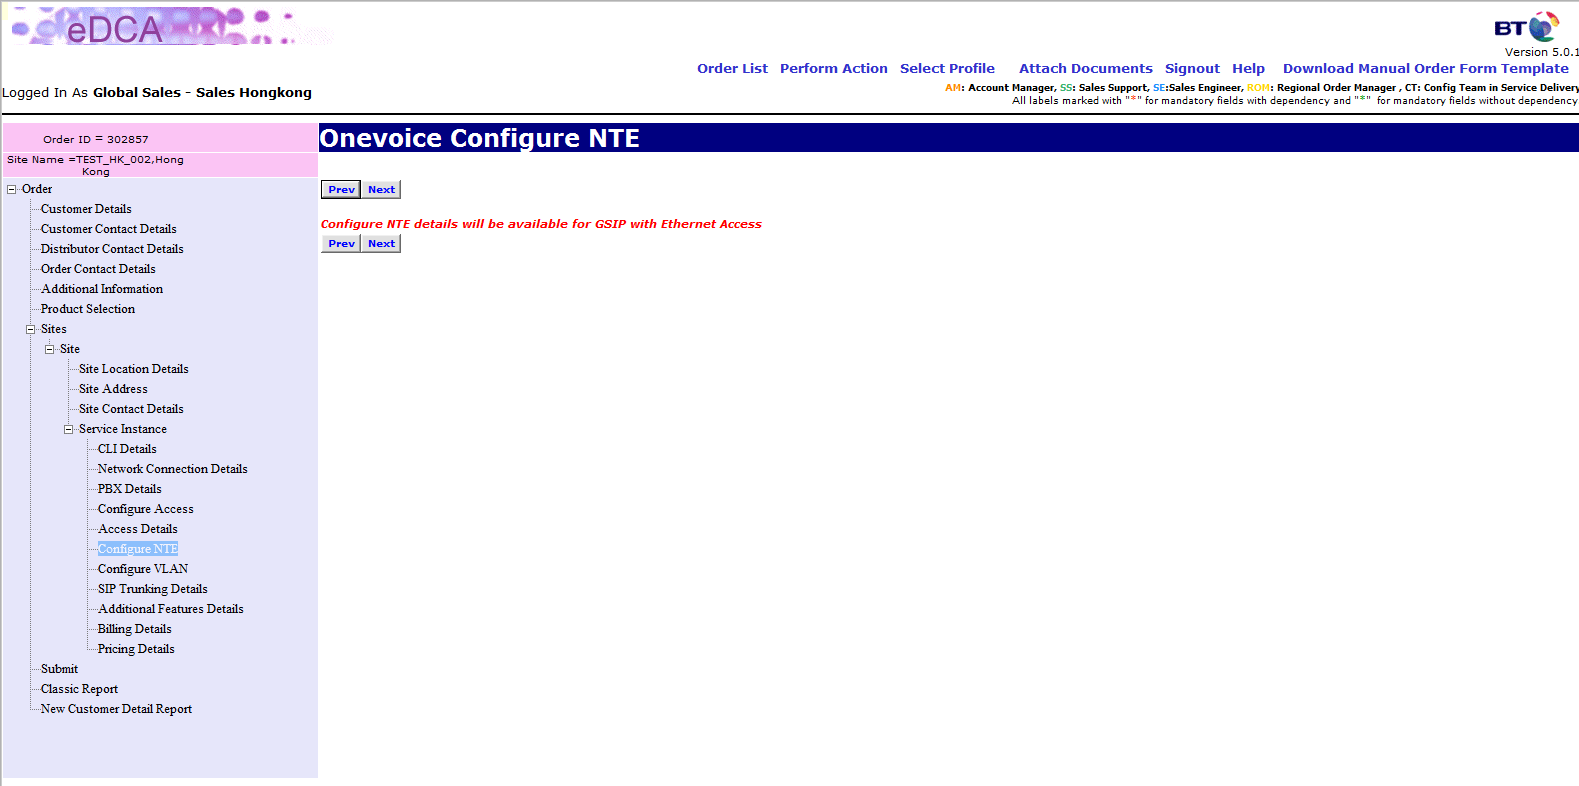 eDCA
BT
Version 5.0.1
Order List Perform Action Select Profile Attach Documents Signout Help Download Manual Order Form Template
Logged In As Global Sales - Sales Hongkong
AM: Account Manager, SS: Sales Support, SE:Sales Engineer, ROM: Regional Order Manager , CT: Config Team in Service Delivery
All labels marked with "*" for mandatory fields with dependency and "*" for mandatory fields without dependency
Order ID = 302857
Site Name =TEST_HK_002,Hong
Kong
Onevoice Configure NTE
Prev Next
Configure NTE details will be available for GSIP with Ethernet Access
Prev Next
Order
Customer Details
Customer Contact Details
Distributor Contact Details
Order Contact Details
Additional Information
Product Selection
Sites
Site
Site Location Details
Site Address
Site Contact Details
Service Instance
CLI Details
Network Connection Details
PBX Details
Configure Access
Access Details
Configure NTE
Configure VLAN
SIP Trunking Details
Additional Features Details
Billing Details
Pricing Details
Submit
Classic Report
New Customer Detail Report